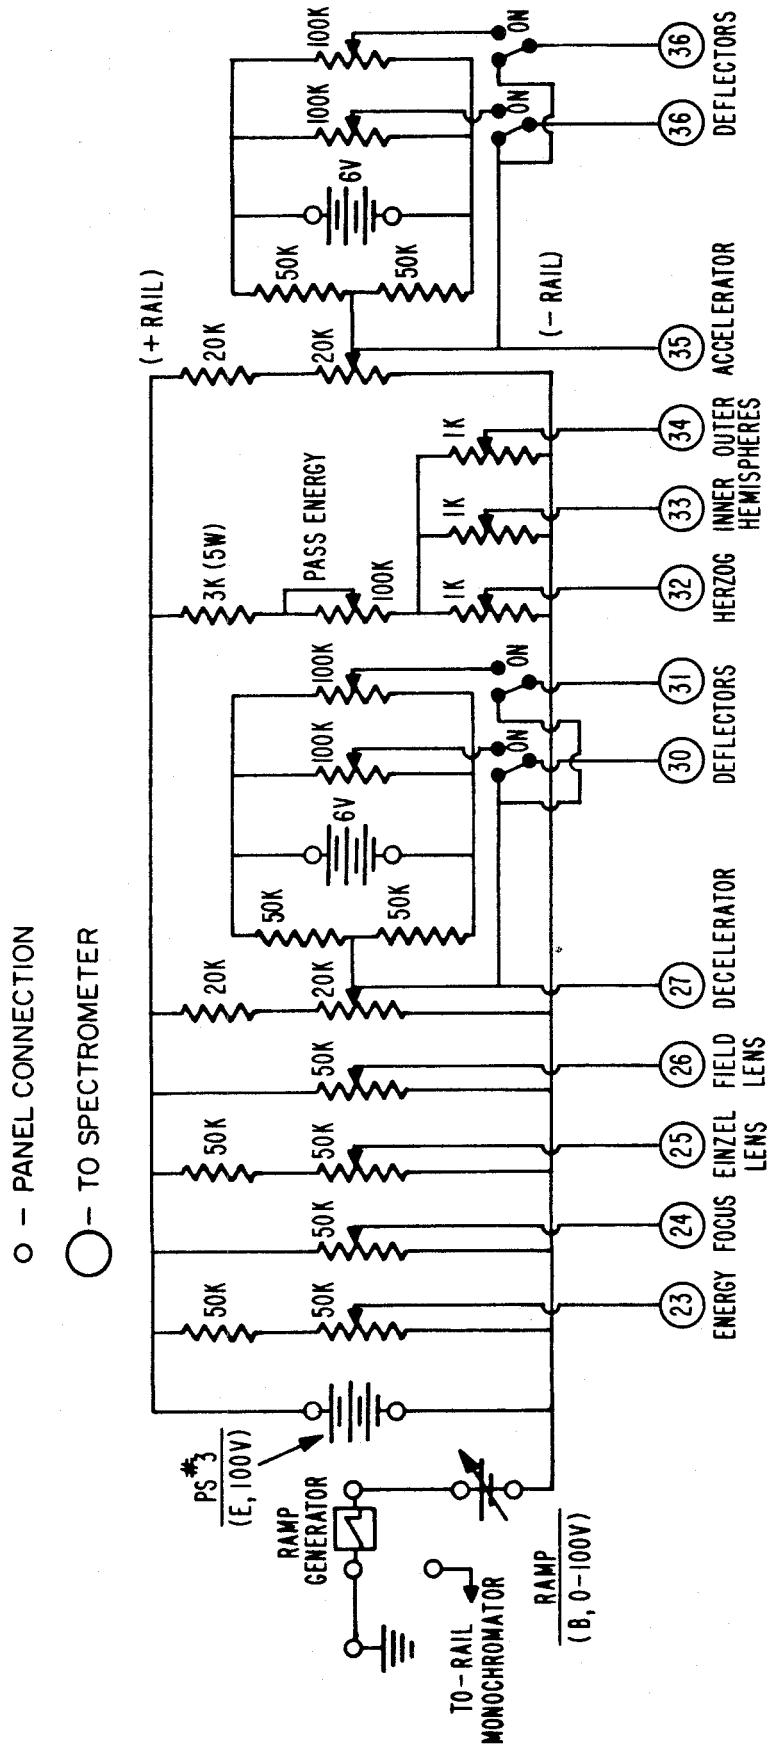 ○ – PANEL CONNECTION
◯ – TO SPECTROMETER
(+ RAIL)
PS #3
(E, 100V)
RAMP
GENERATOR
TO-RAIL
MONOCHROMATOR
RAMP
(B, 0-100V)
50K
50K
50K
50K
50K
50K
20K
20K
50K
50K
6V
100K
100K
ON
ON
3K (5W)
PASS ENERGY
100K
1K
1K
1K
20K
20K
50K
50K
6V
100K
100K
ON
ON
(– RAIL)
23
24
25
26
27
30
31
32
33
34
35
36
36
ENERGY
FOCUS
EINZEL
LENS
FIELD
LENS
DECELERATOR
DEFLECTORS
HERZOG
INNER OUTER
HEMISPHERES
ACCELERATOR
DEFLECTORS